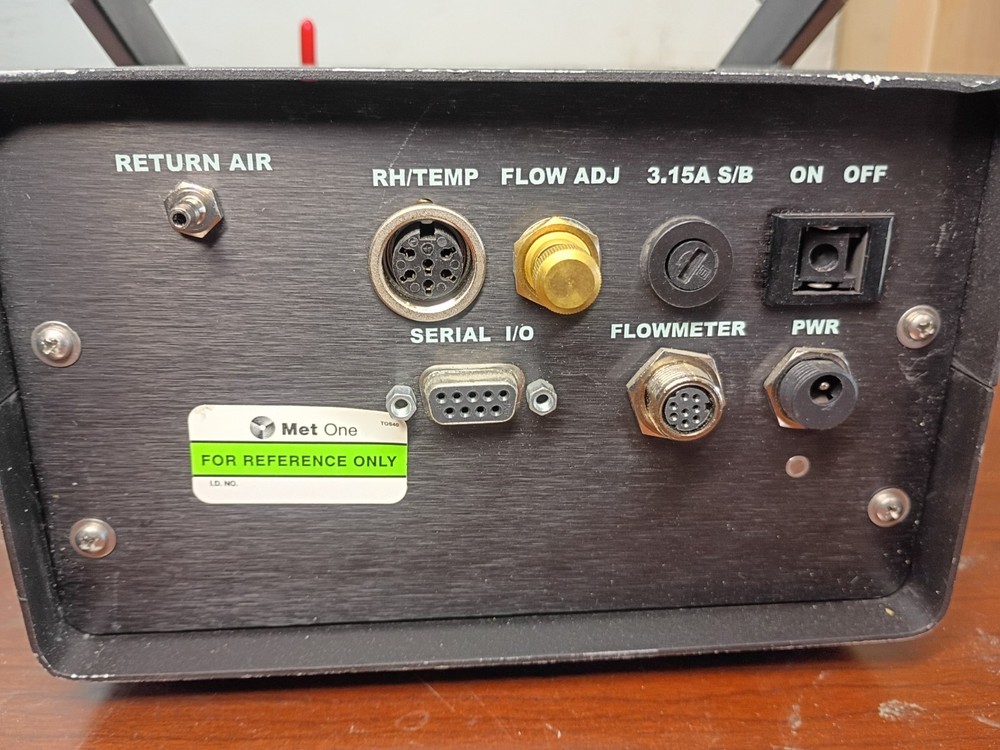 RETURN AIR
RH/TEMP FLOW ADJ 3.15A S/B ON OFF
SERIAL I/O FLOWMETER PWR
Met One
FOR REFERENCE ONLY
I.D. NO.